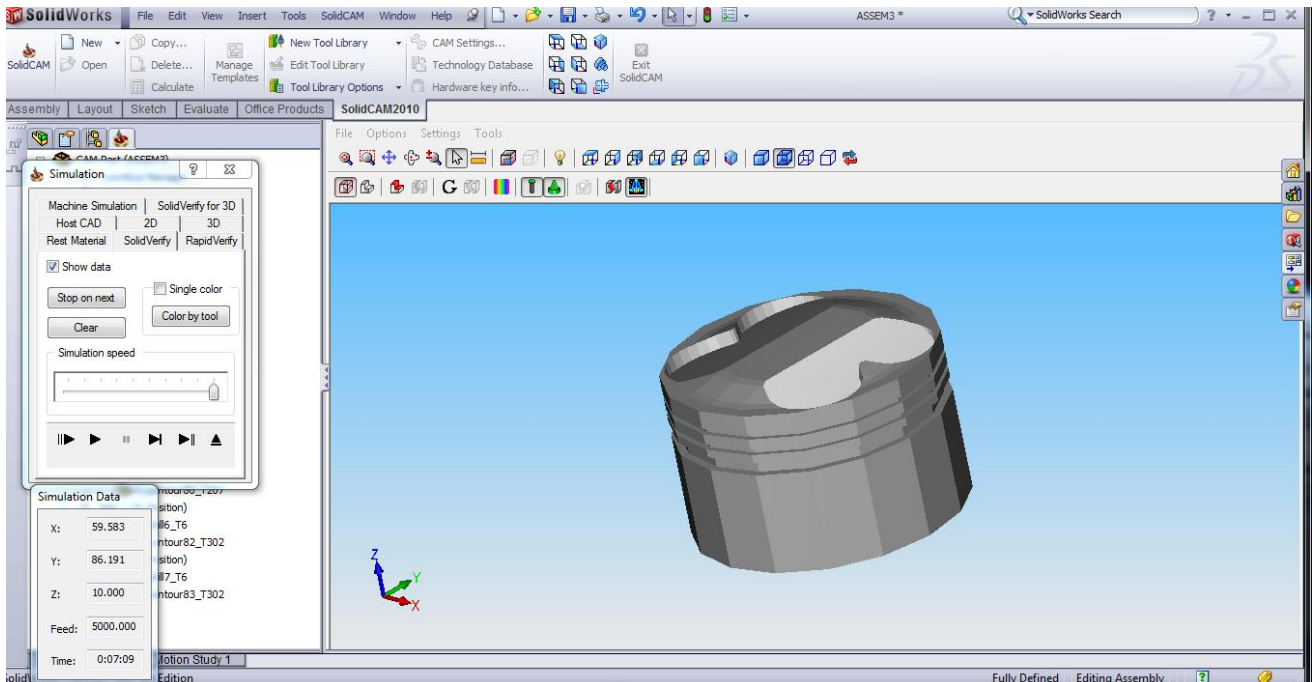 SolidWorks File Edit View Insert Tools SolidCAM Window Help ASSEM3 * SolidWorks Search
New Copy... New Tool Library CAM Settings...
SolidCAM Open Delete... Manage Templates Edit Tool Library Technology Database Exit SolidCAM
Calculate Tool Library Options Hardware key info...
Assembly Layout Sketch Evaluate Office Products SolidCAM2010
File Options Settings Tools
CAM Part (ASSEM3)
Simulation
Machine Simulation SolidVerify for 3D
Host CAD 2D 3D
Rest Material SolidVerify RapidVerify
Show data
Stop on next Single color
Clear Color by tool
Simulation speed
Simulation Data
sition)
X: 59.583 ll6_T6
ntour82_T302
Y: 86.191 sition)
ll7_T6
Z: 10.000 ntour83_T302
Feed: 5000.000
Time: 0:07:09
Z
Y
X
Motion Study 1
Edition Fully Defined Editing Assembly